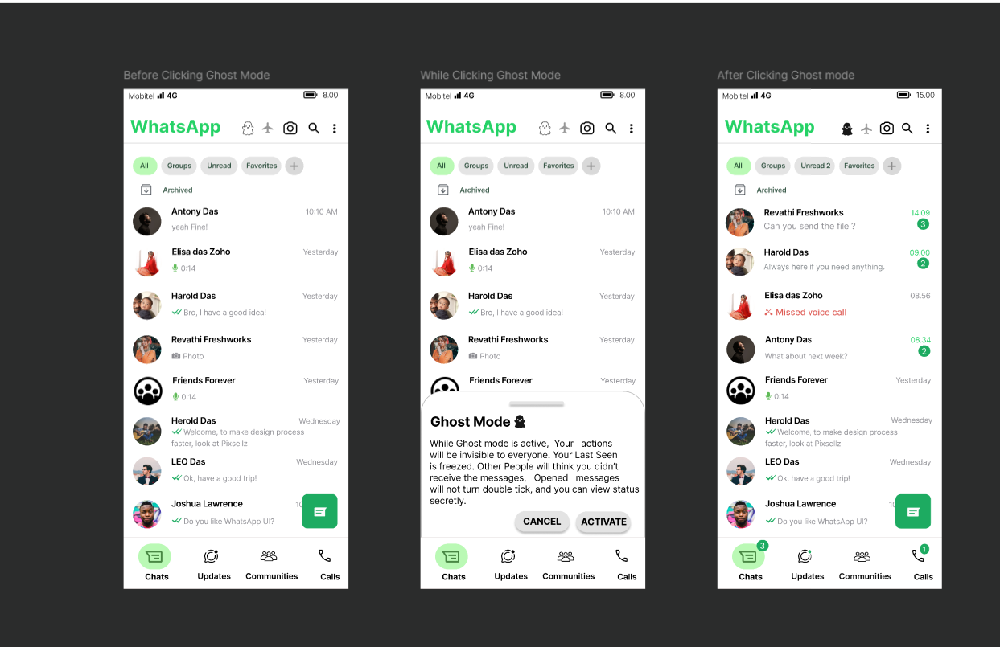 Before Clicking Ghost Mode
Mobitel 4G 8.00
WhatsApp
All Groups Unread Favorites +
Archived
Antony Das 10:10 AM
yeah Fine!
Elisa das Zoho Yesterday
0:14
Harold Das Yesterday
Bro, I have a good idea!
Revathi Freshworks Yesterday
Photo
Friends Forever Yesterday
0:14
Herold Das Wednesday
Welcome, to make design process
faster, look at Pixsellz
LEO Das Wednesday
Ok, have a good trip!
Joshua Lawrence 10
Do you like WhatsApp UI?
Chats Updates Communities Calls
While Clicking Ghost Mode
Mobitel 4G 8.00
WhatsApp
All Groups Unread Favorites +
Archived
Antony Das 10:10 AM
yeah Fine!
Elisa das Zoho Yesterday
0:14
Harold Das Yesterday
Bro, I have a good idea!
Revathi Freshworks Yesterday
Photo
Friends Forever Yesterday
Ghost Mode
While Ghost mode is active, Your actions
will be invisible to everyone. Your Last Seen
is freezed. Other People will think you didn't
receive the messages, Opened messages
will not turn double tick, and you can view status
secretly.
CANCEL ACTIVATE
Chats Updates Communities Calls
After Clicking Ghost mode
Mobitel 4G 15.00
WhatsApp
All Groups Unread 2 Favorites +
Archived
Revathi Freshworks 14.09
Can you send the file ? 3
Harold Das 09.00
Always here if you need anything. 2
Elisa das Zoho 08.56
Missed voice call
Antony Das 08.34
What about next week? 2
Friends Forever Yesterday
0:14
Herold Das Wednesday
Welcome, to make design process
faster, look at Pixsellz
LEO Das Wednesday
Ok, have a good trip!
Joshua Lawrence 10
Do you like WhatsApp UI?
3 1
Chats Updates Communities Calls